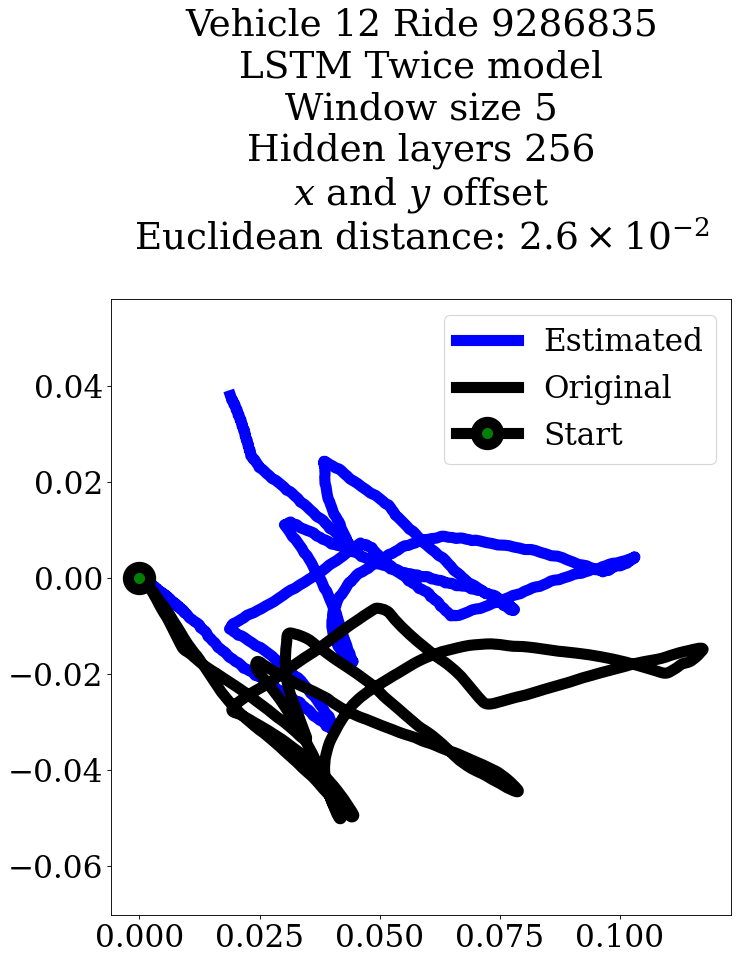 Vehicle 12 Ride 9286835
LSTM Twice model
Window size 5
Hidden layers 256
x and y offset
Euclidean distance: 2.6 × 10⁻²
Estimated
Original
Start
0.04
0.02
0.00
−0.02
−0.04
−0.06
0.000 0.025 0.050 0.075 0.100